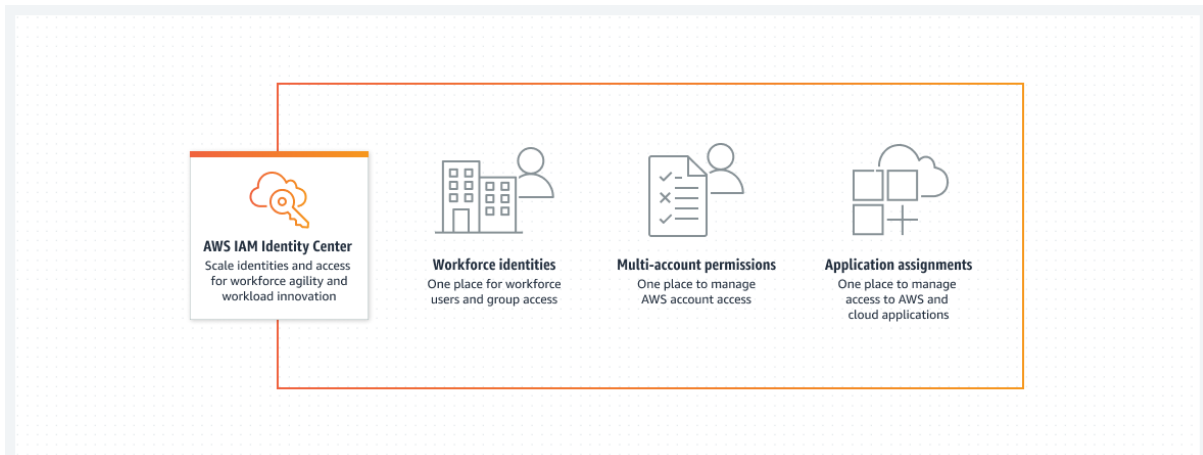 AWS IAM Identity Center
Scale identities and access
for workforce agility and
workload innovation
Workforce identities
One place for workforce
users and group access
Multi-account permissions
One place to manage
AWS account access
Application assignments
One place to manage
access to AWS and
cloud applications